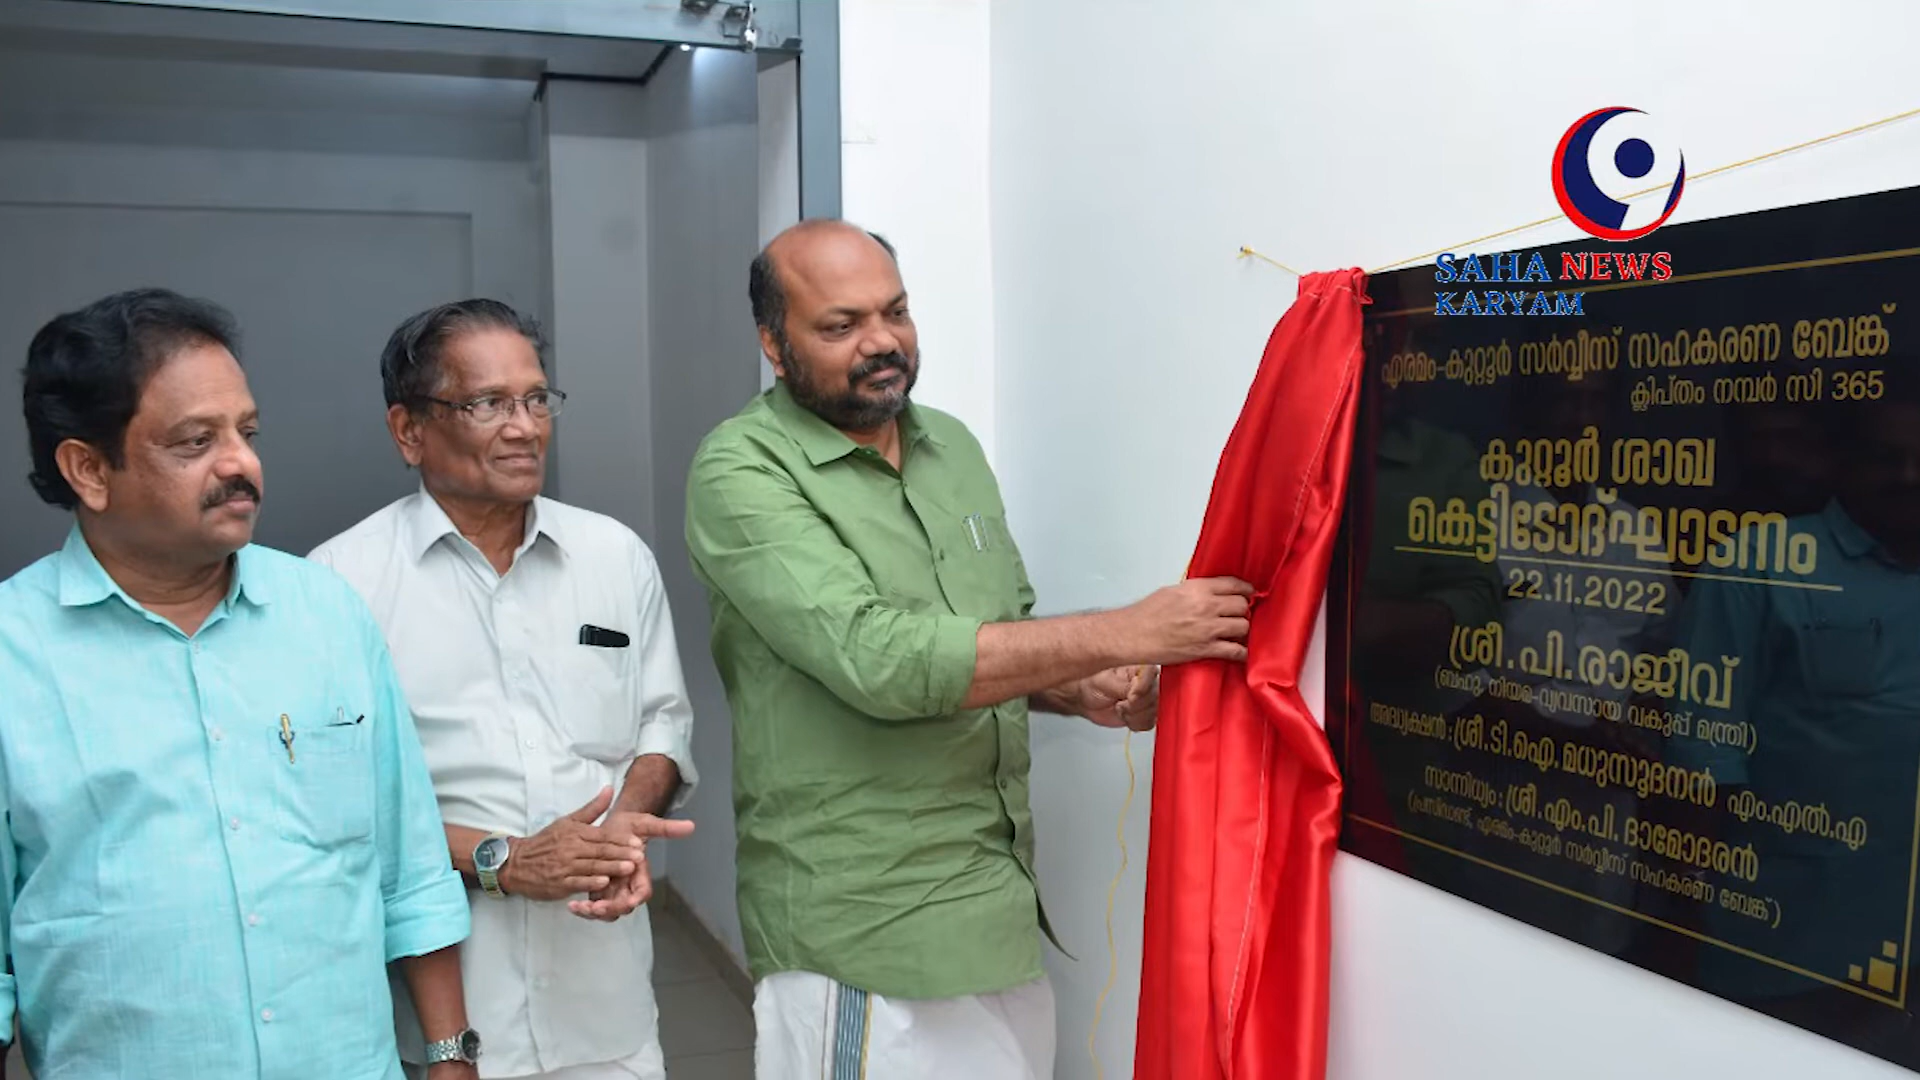 SAHA NEWS
KARYAM
എരമം-കുറ്റൂർ സർവ്വീസ് സഹകരണ ബേങ്ക്
ക്ലിപ്തം നമ്പർ സി 365
കുറ്റൂർ ശാഖ
കെട്ടിടോദ്ഘാടനം
22.11.2022
ശ്രീ.പി.രാജീവ്
(ബഹു. നിയമ-വ്യവസായ വകുപ്പ് മന്ത്രി)
അദ്ധ്യക്ഷൻ:ശ്രീ.ടി.ഐ.മധുസൂദനൻ എം.എൽ.എ
സാന്നിധ്യം:ശ്രീ.എം.പി.ദാമോദരൻ
(പ്രസിഡണ്ട്, എരമം-കുറ്റൂർ സർവ്വീസ് സഹകരണ ബേങ്ക്)